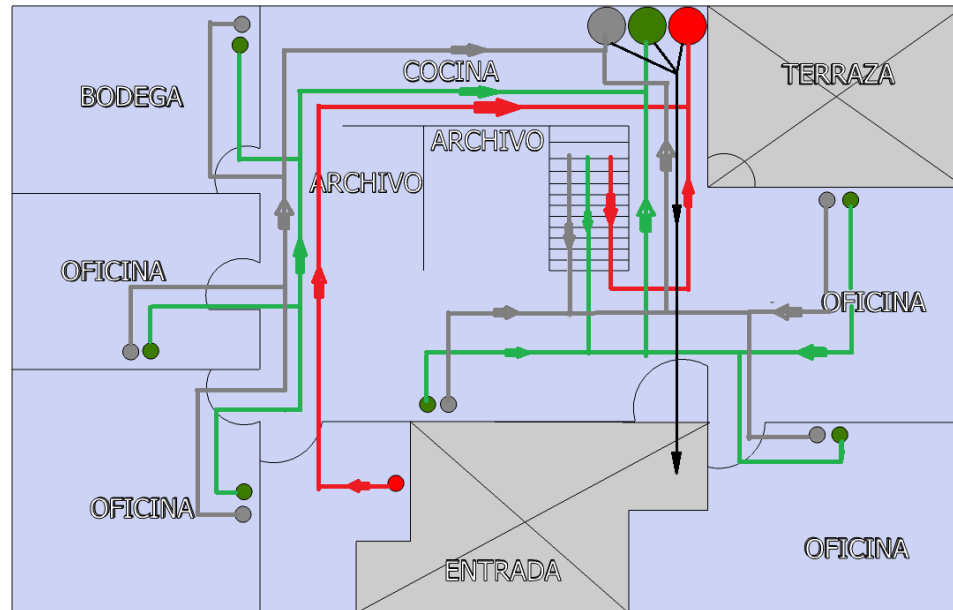 COCINA
TERRAZA
BODEGA
ARCHIVO
ARCHIVO
OFICINA
OFICINA
OFICINA
OFICINA
ENTRADA